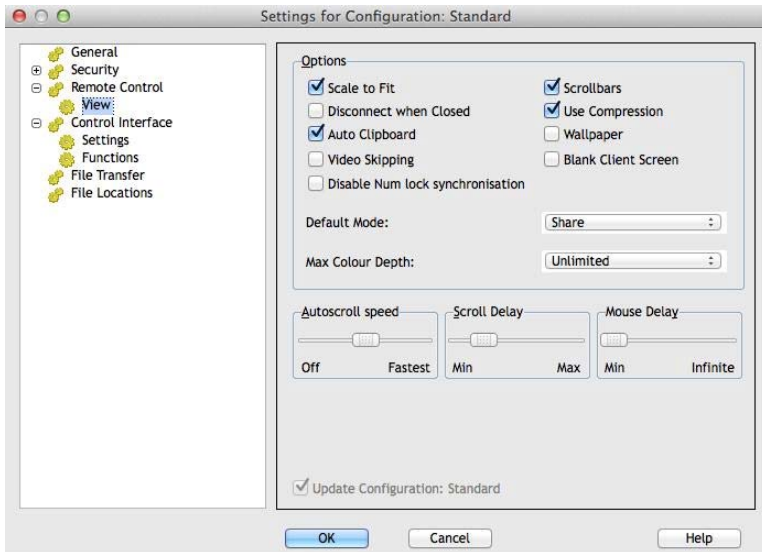 Settings for Configuration: Standard
General
Security
Remote Control
View
Control Interface
Settings
Functions
File Transfer
File Locations
Options
Scale to Fit
Scrollbars
Disconnect when Closed
Use Compression
Auto Clipboard
Wallpaper
Video Skipping
Blank Client Screen
Disable Num lock synchronisation
Default Mode:
Share
Max Colour Depth:
Unlimited
Autoscroll speed
Scroll Delay
Mouse Delay
Off
Fastest
Min
Max
Min
Infinite
Update Configuration: Standard
OK
Cancel
Help